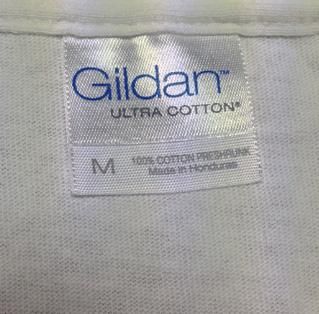 Gildan™
ULTRA COTTON®
M 100% COTTON PRESHRUNK
Made in Honduras